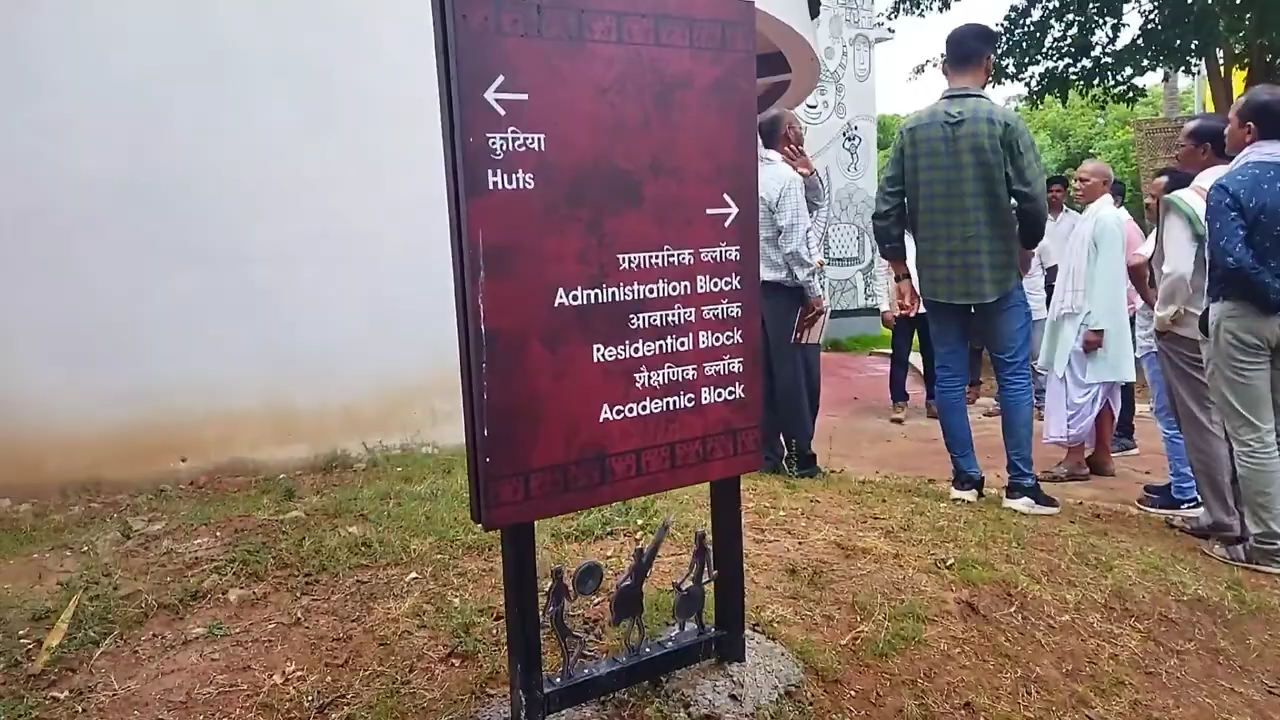 कुटिया
Huts
प्रशासनिक ब्लॉक
Administration Block
आवासीय ब्लॉक
Residential Block
शैक्षणिक ब्लॉक
Academic Block